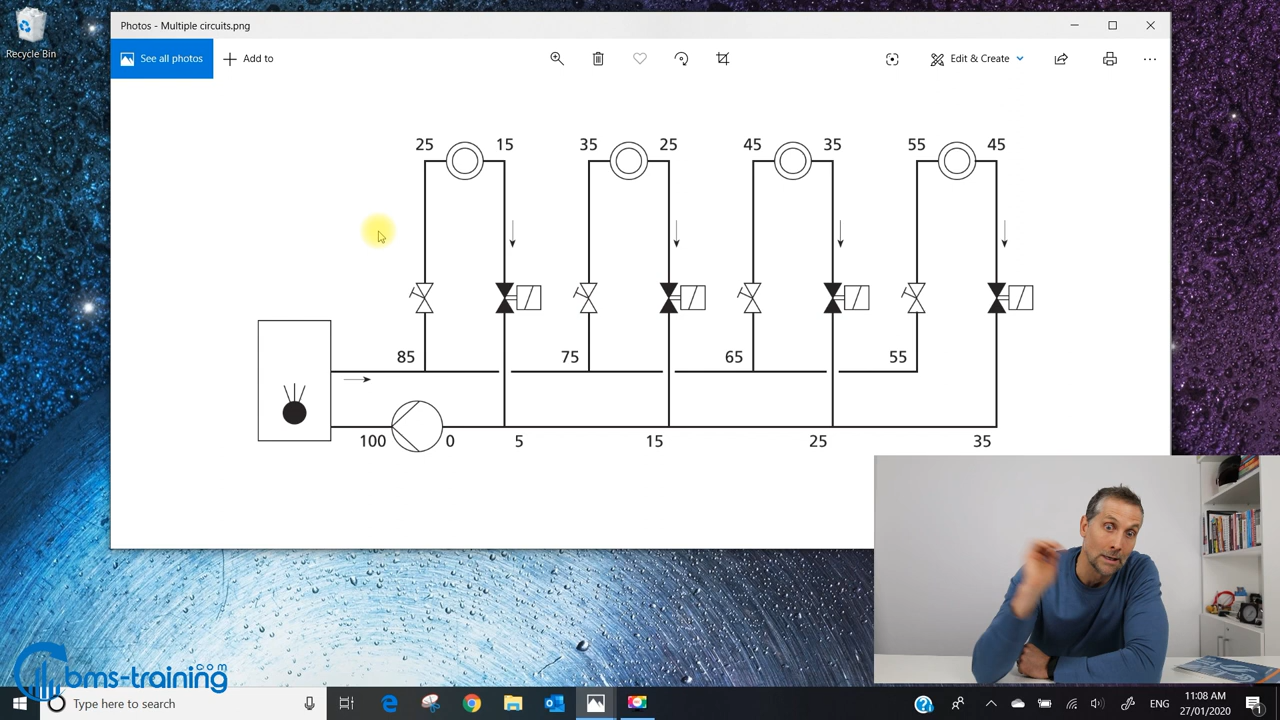 Recycle Bin
Photos - Multiple circuits.png
See all photos
Add to
Edit & Create
25 15 35 25 45 35 55 45
85 75 65 55
100 0 5 15 25 35
.com
bms-training
Type here to search
ENG
11:08 AM
27/01/2020
1